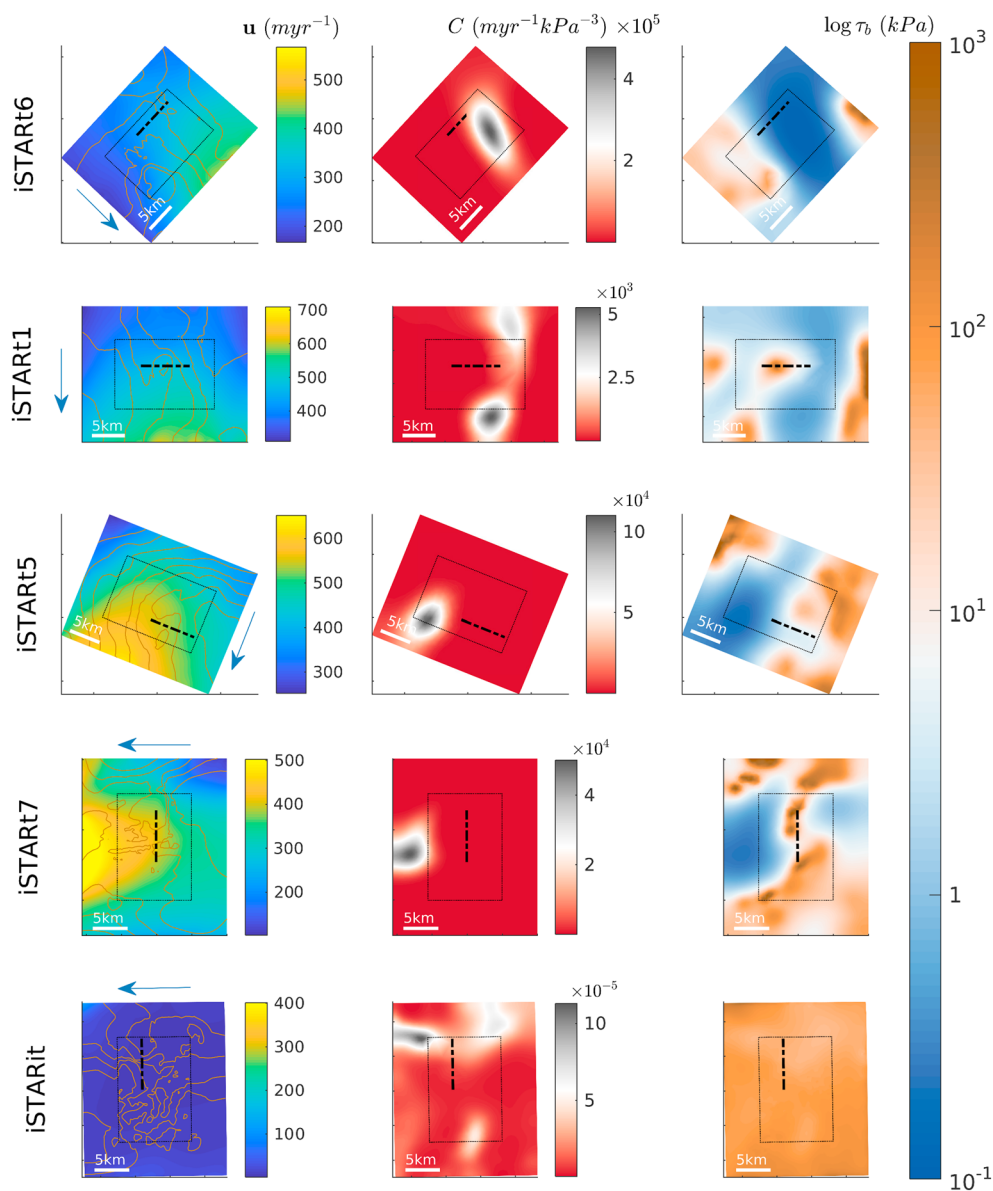 u (myr⁻¹)
C (myr⁻¹kPa⁻³) ×10⁵
log τ_b (kPa)
iSTARt6
500
400
300
200
5km
4
2
5km
5km
10³
10²
10¹
1
10⁻¹
iSTARt1
700
600
500
400
5km
×10³
5
2.5
5km
5km
iSTARt5
600
500
400
300
5km
×10⁴
10
5
5km
5km
iSTARt7
500
400
300
200
100
5km
×10⁴
4
2
5km
5km
iSTARit
400
300
200
100
5km
×10⁻⁵
10
5
5km
5km